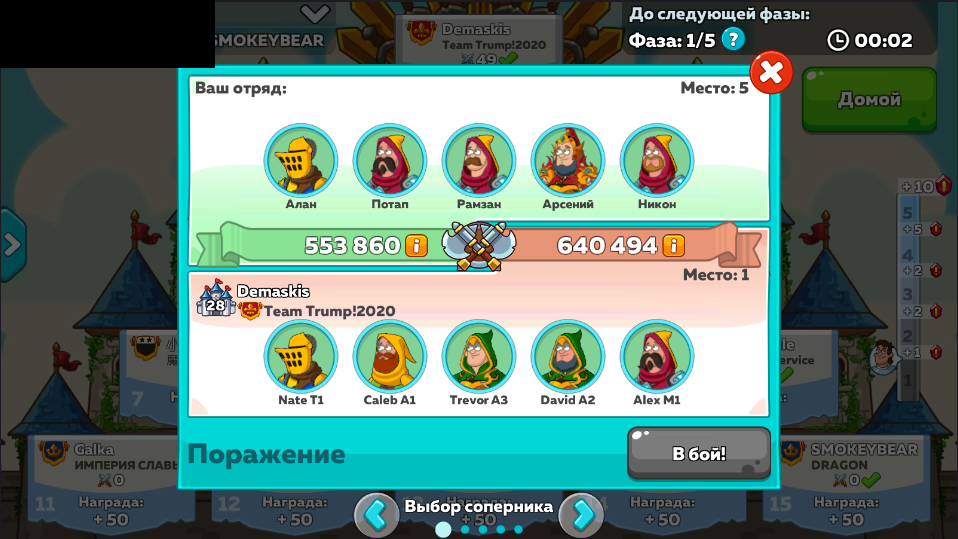 SMOKEYBEAR
Demaskis
Team Trump!2020
49
До следующей фазы:
Фаза: 1/5 ?
00:02
Ваш отряд:
Место: 5
Домой
Алан
Потап
Рамзан
Арсений
Никон
+10
5
+5
4
+2
3
+2
2
+1
1
553 860 i
640 494 i
Место: 1
28
Demaskis
Team Trump!2020
Nate T1
Caleb A1
Trevor A3
David A2
Alex M1
7
Поражение
В бой!
Galka
ИМПЕРИЯ СЛАВЫ
0
SMOKEYBEAR
DRAGON
0
11
Награда:
+50
12
Награда:
+50
Награда:
+50
Награда:
+50
15
Награда:
+50
Выбор соперника